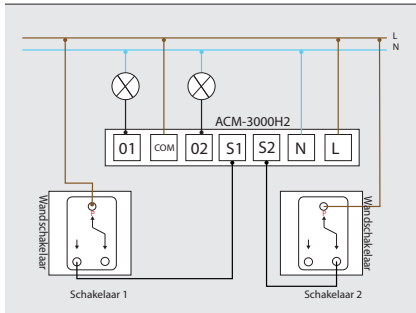 L
N
ACM-3000H2
01 COM 02 S1 S2 N L
Wandschakelaar
P
Wandschakelaar
P
Schakelaar 1
Schakelaar 2